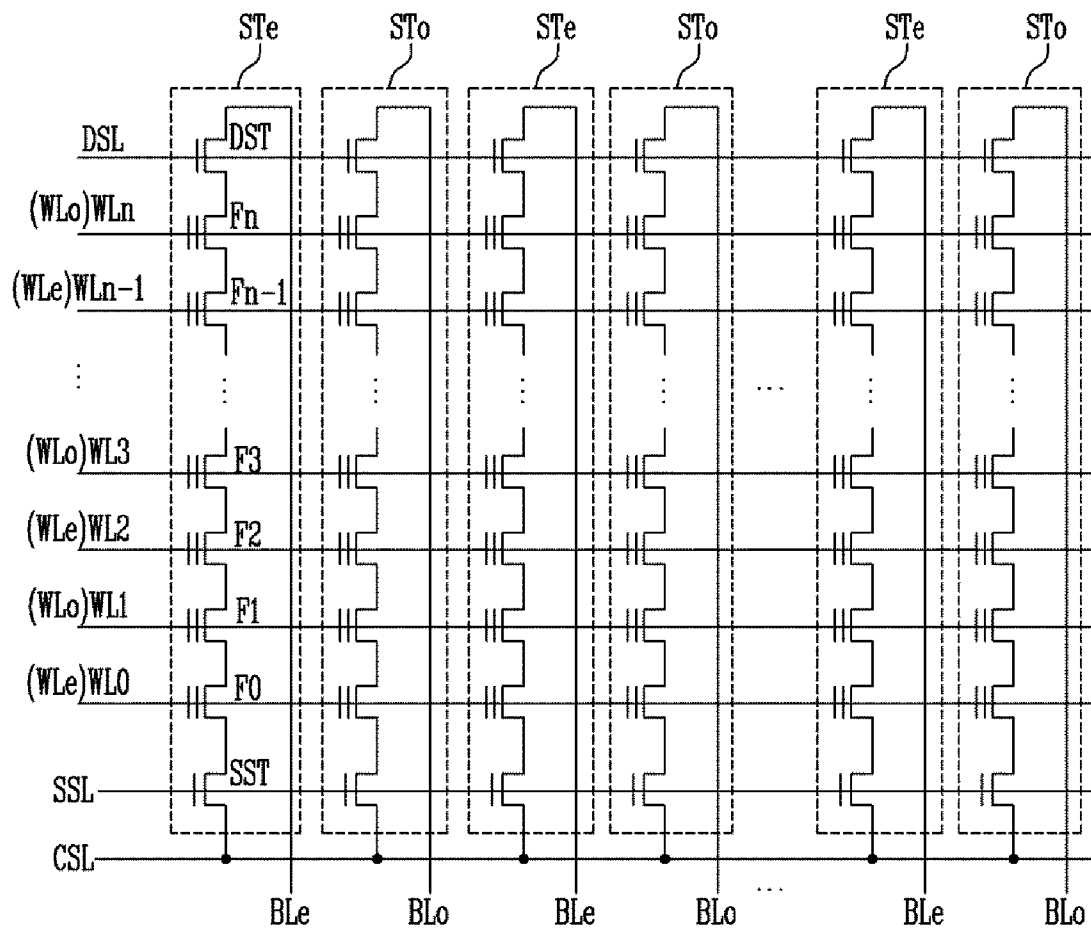 STe STo STe STo STe STo
DSL DST
(WLo)WLn Fn
(WLe)WLn-1 Fn-1
(WLo)WL3 F3
(WLe)WL2 F2
(WLo)WL1 F1
(WLe)WL0 F0
SSL SST
CSL
BLe BLo BLe BLo BLe BLo